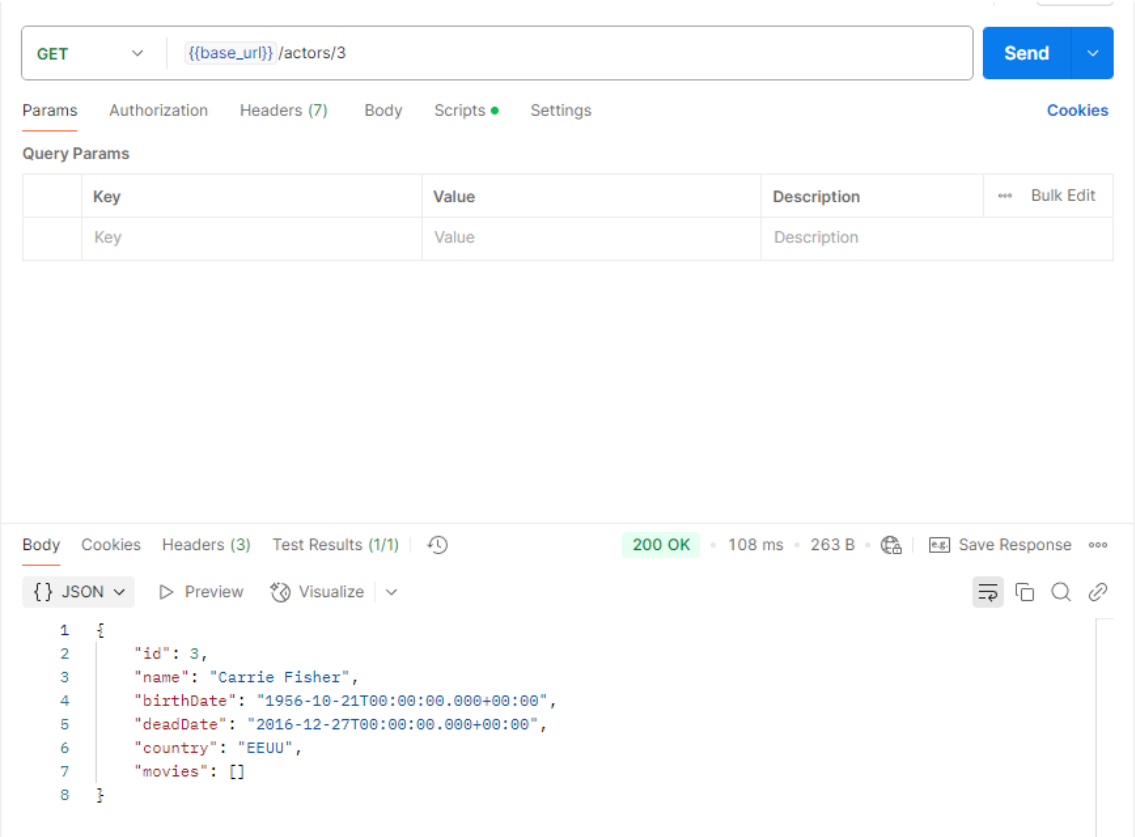 GET {{base_url}} /actors/3 Send
Params Authorization Headers (7) Body Scripts Settings Cookies
Query Params
Key Value Description Bulk Edit
Key Value Description
Body Cookies Headers (3) Test Results (1/1) 200 OK 108 ms 263 B e.g. Save Response
{} JSON Preview Visualize
1 {
2 "id": 3,
3 "name": "Carrie Fisher",
4 "birthDate": "1956-10-21T00:00:00.000+00:00",
5 "deadDate": "2016-12-27T00:00:00.000+00:00",
6 "country": "EEUU",
7 "movies": []
8 }